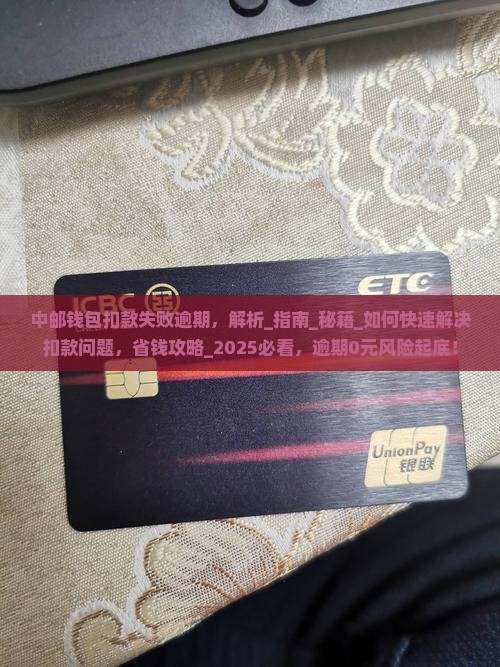 ETC
ICBC
中邮钱包扣款失败逾期，解析_指南_秘籍_如何快速解决
扣款问题，省钱攻略_2025必看，逾期0元风险起底！
UnionPay
银联